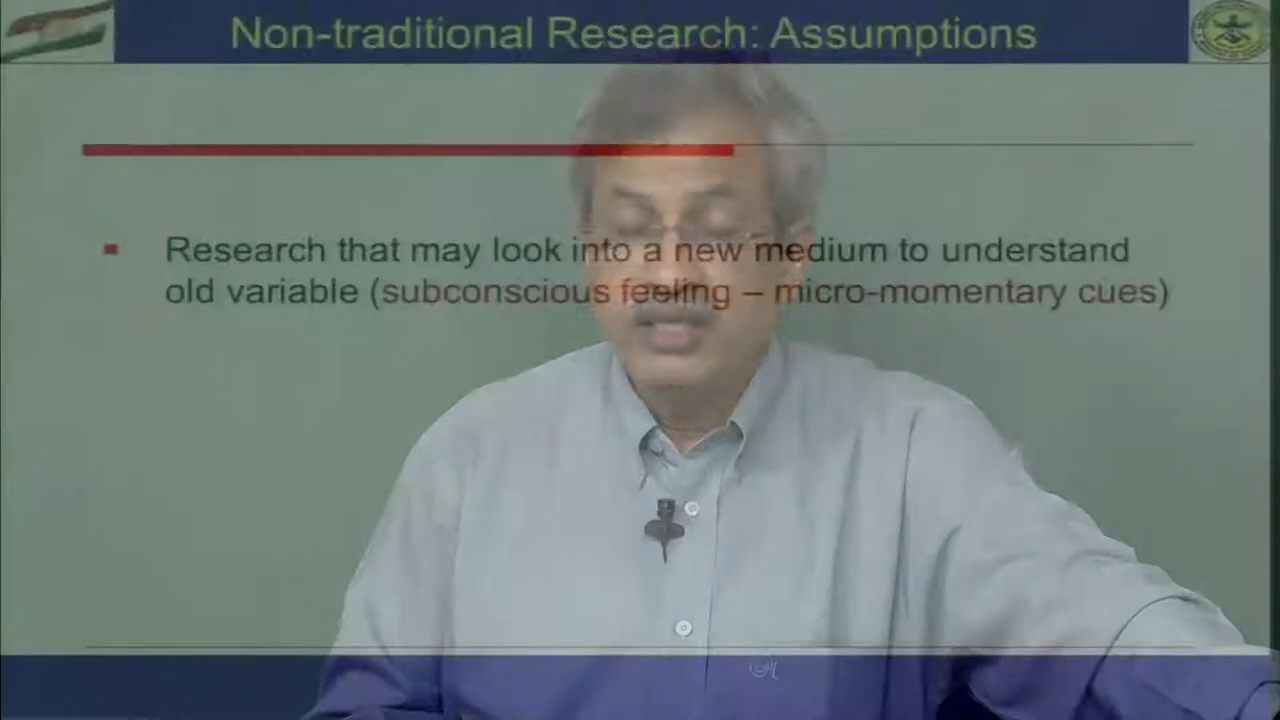 Non-traditional Research: Assumptions
Research that may look into a new medium to understand
old variable (subconscious feeling – micro-momentary cues)